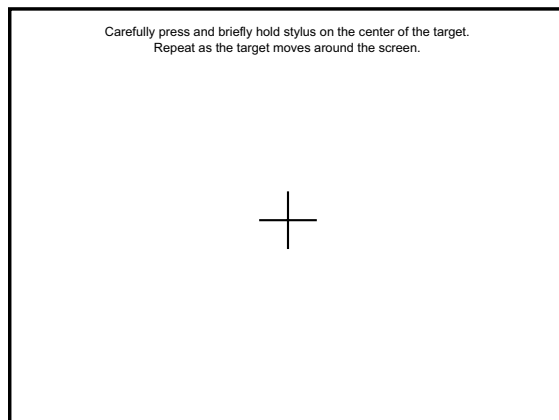 Carefully press and briefly hold stylus on the center of the target.
Repeat as the target moves around the screen.